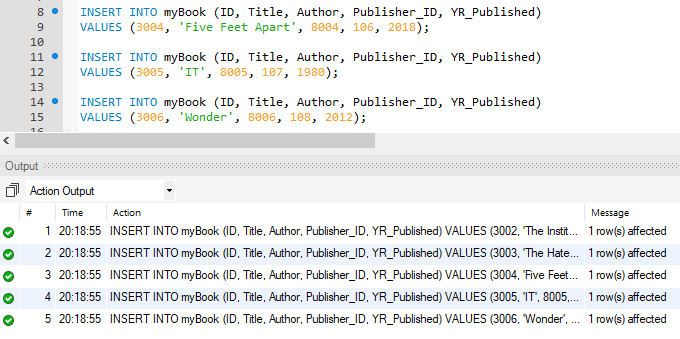 8 INSERT INTO myBook (ID, Title, Author, Publisher_ID, YR_Published)
9 VALUES (3004, 'Five Feet Apart', 8004, 106, 2018);
10
11 INSERT INTO myBook (ID, Title, Author, Publisher_ID, YR_Published)
12 VALUES (3005, 'IT', 8005, 107, 1980);
13
14 INSERT INTO myBook (ID, Title, Author, Publisher_ID, YR_Published)
15 VALUES (3006, 'Wonder', 8006, 108, 2012);
16
Output
Action Output
# Time Action Message
1 20:18:55 INSERT INTO myBook (ID, Title, Author, Publisher_ID, YR_Published) VALUES (3002, 'The Instit... 1 row(s) affected
2 20:18:55 INSERT INTO myBook (ID, Title, Author, Publisher_ID, YR_Published) VALUES (3003, 'The Hate... 1 row(s) affected
3 20:18:55 INSERT INTO myBook (ID, Title, Author, Publisher_ID, YR_Published) VALUES (3004, 'Five Feet... 1 row(s) affected
4 20:18:55 INSERT INTO myBook (ID, Title, Author, Publisher_ID, YR_Published) VALUES (3005, 'IT', 8005,... 1 row(s) affected
5 20:18:55 INSERT INTO myBook (ID, Title, Author, Publisher_ID, YR_Published) VALUES (3006, 'Wonder', ... 1 row(s) affected